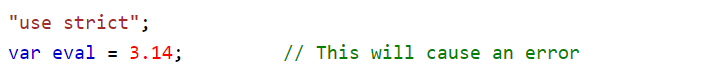 "use strict";
var eval = 3.14;         // This will cause an error